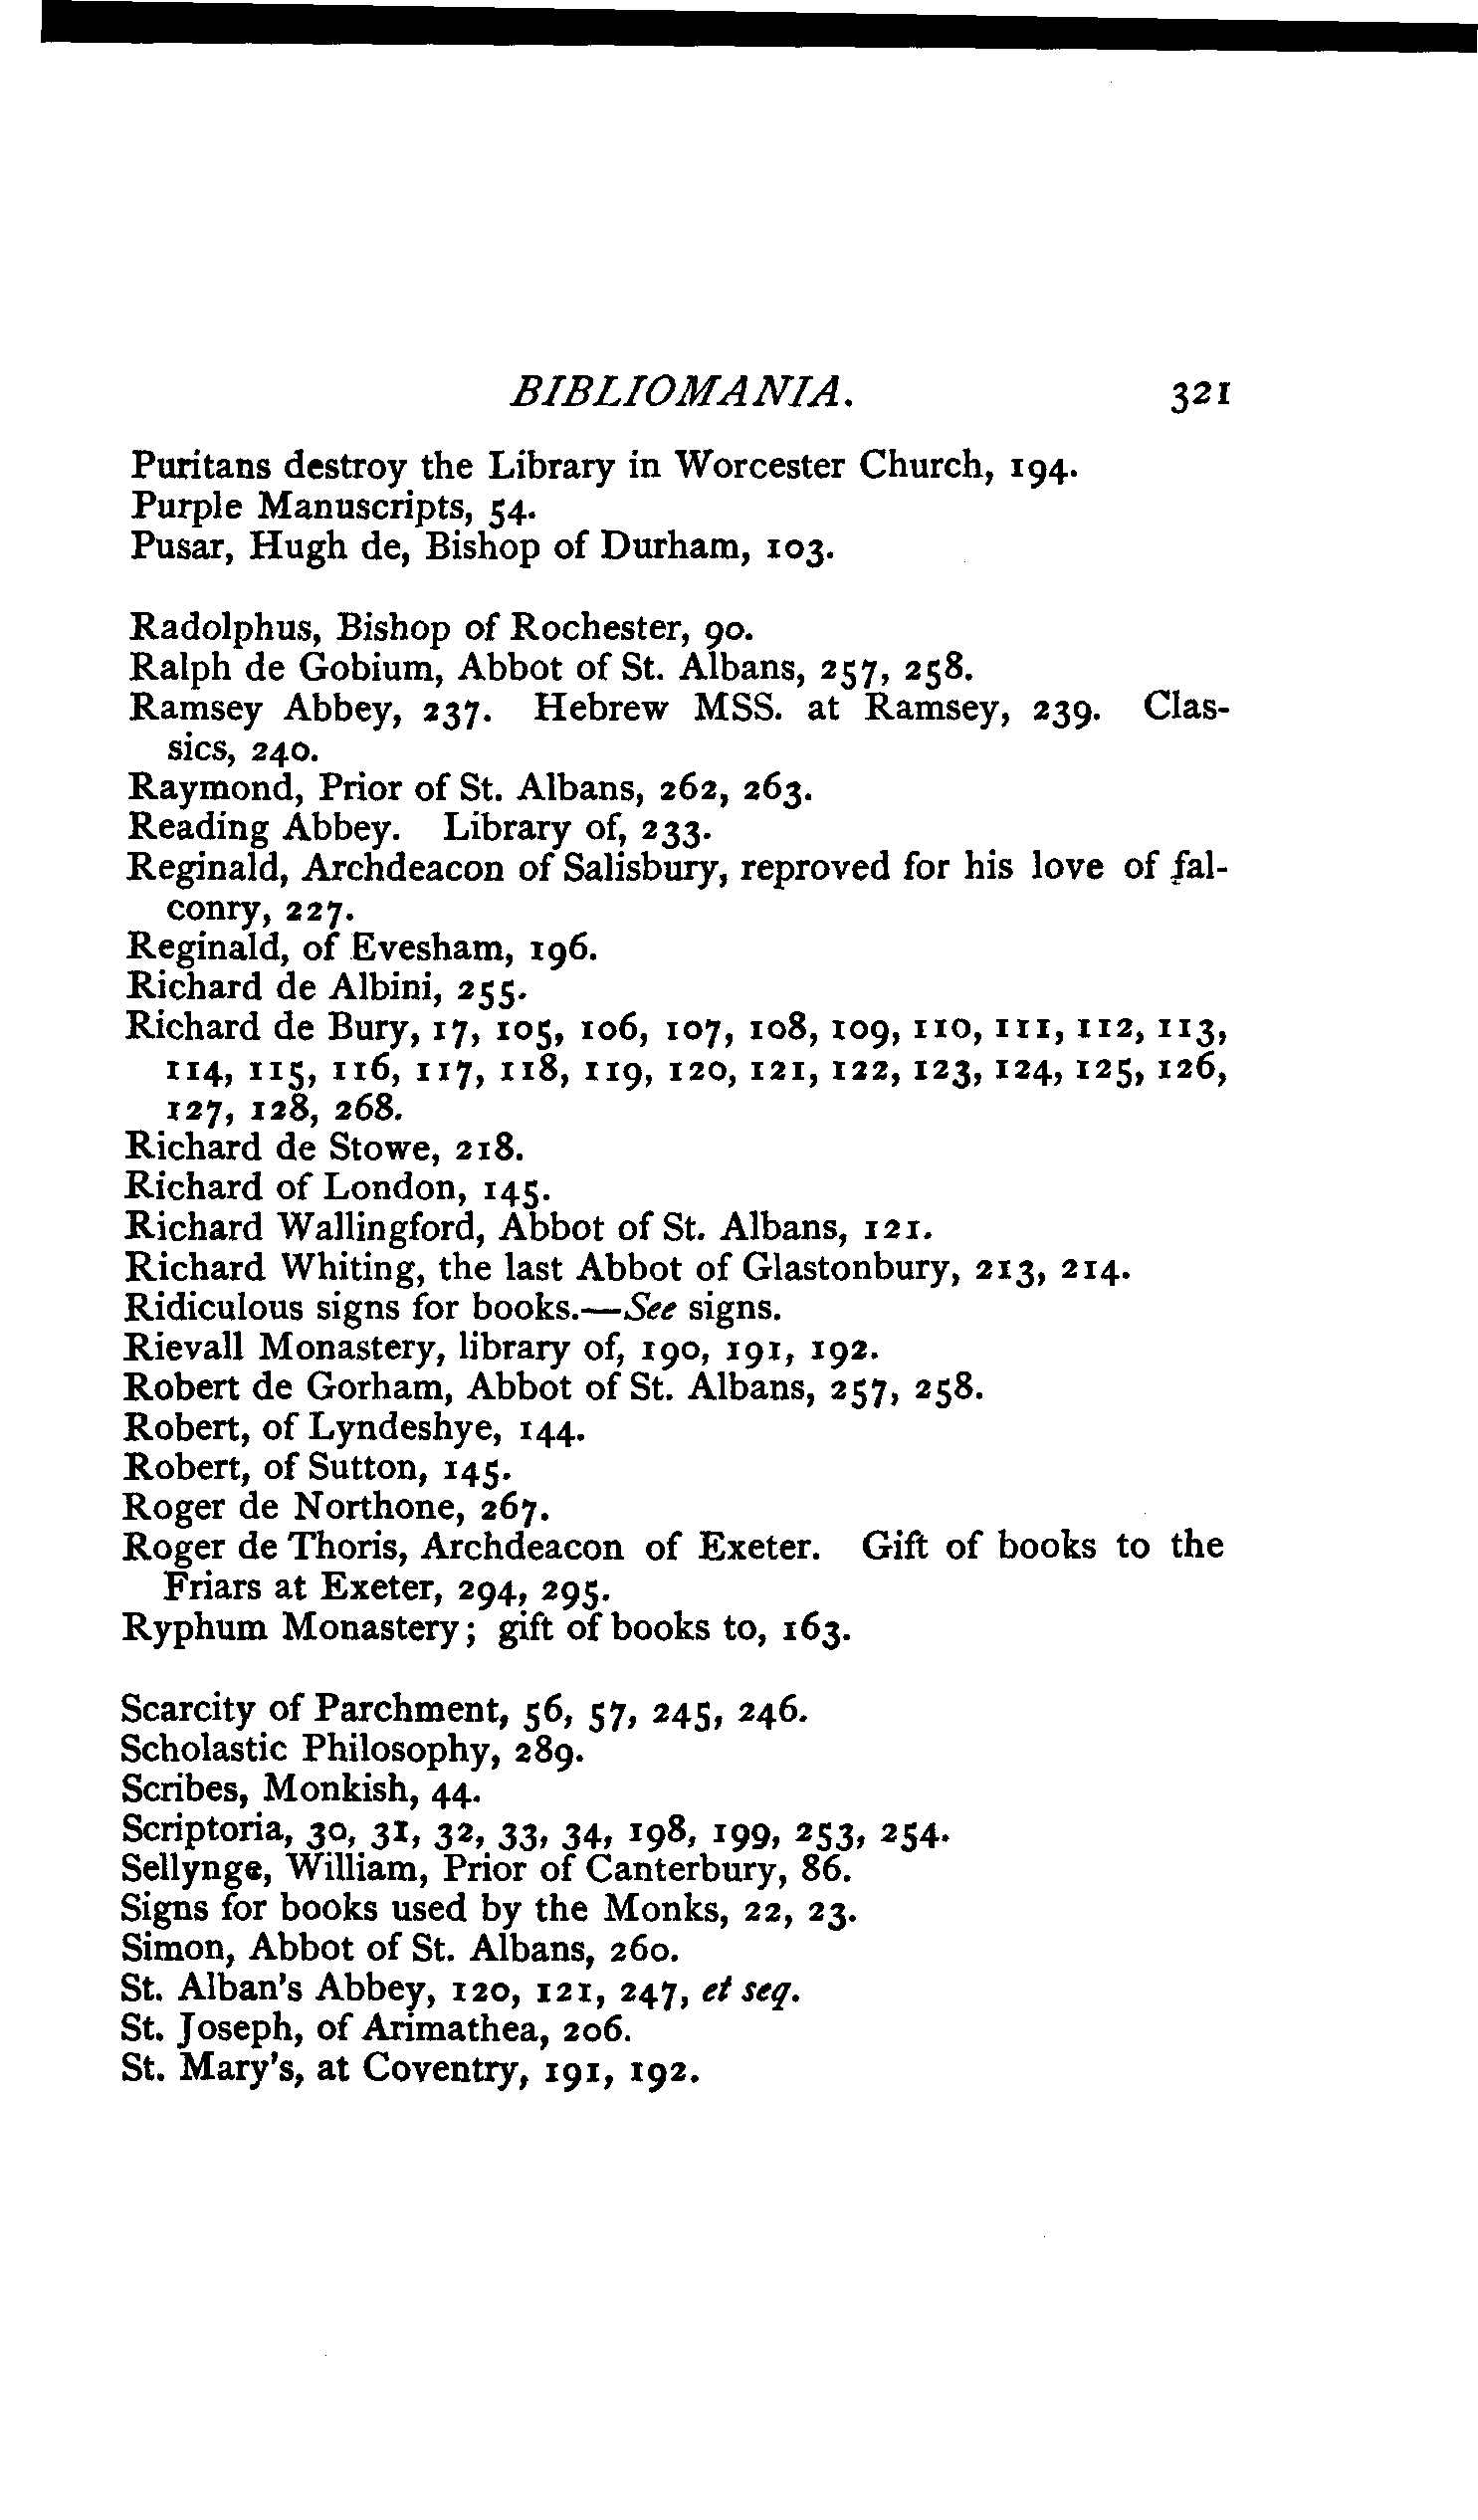 BIBLIOMANIA. 321
Puritans destroy the Library in Worcester Church, 194.
Purple Manuscripts, 54.
Pusar, Hugh de, Bishop of Durham, 103.
Radolphus, Bishop of Rochester, 90.
Ralph de Gobium, Abbot of St. Albans, 257, 258.
Ramsey Abbey, 237. Hebrew MSS. at Ramsey, 239. Clas-
sics, 240.
Raymond, Prior of St. Albans, 262, 263.
Reading Abbey. Library of, 233.
Reginald, Archdeacon of Salisbury, reproved for his love of fal-
conry, 227.
Reginald, of Evesham, 196.
Richard de Albini, 255.
Richard de Bury, 17, 105, 106, 107, 108, 109, 110, 111, 112, 113,
114, 115, 116, 117, 118, 119, 120, 121, 122, 123, 124, 125, 126,
127, 128, 268.
Richard de Stowe, 218.
Richard of London, 145.
Richard Wallingford, Abbot of St. Albans, 121.
Richard Whiting, the last Abbot of Glastonbury, 213, 214.
Ridiculous signs for books.—See signs.
Rievall Monastery, library of, 190, 191, 192.
Robert de Gorham, Abbot of St. Albans, 257, 258.
Robert, of Lyndeshye, 144.
Robert, of Sutton, 145.
Roger de Northone, 267.
Roger de Thoris, Archdeacon of Exeter. Gift of books to the
Friars at Exeter, 294, 295.
Ryphum Monastery; gift of books to, 163.
Scarcity of Parchment, 56, 57, 245, 246.
Scholastic Philosophy, 289.
Scribes, Monkish, 44.
Scriptoria, 30, 31, 32, 33, 34, 198, 199, 253, 254.
Sellynge, William, Prior of Canterbury, 86.
Signs for books used by the Monks, 22, 23.
Simon, Abbot of St. Albans, 260.
St. Alban's Abbey, 120, 121, 247, et seq.
St. Joseph, of Arimathea, 206.
St. Mary's, at Coventry, 191, 192.